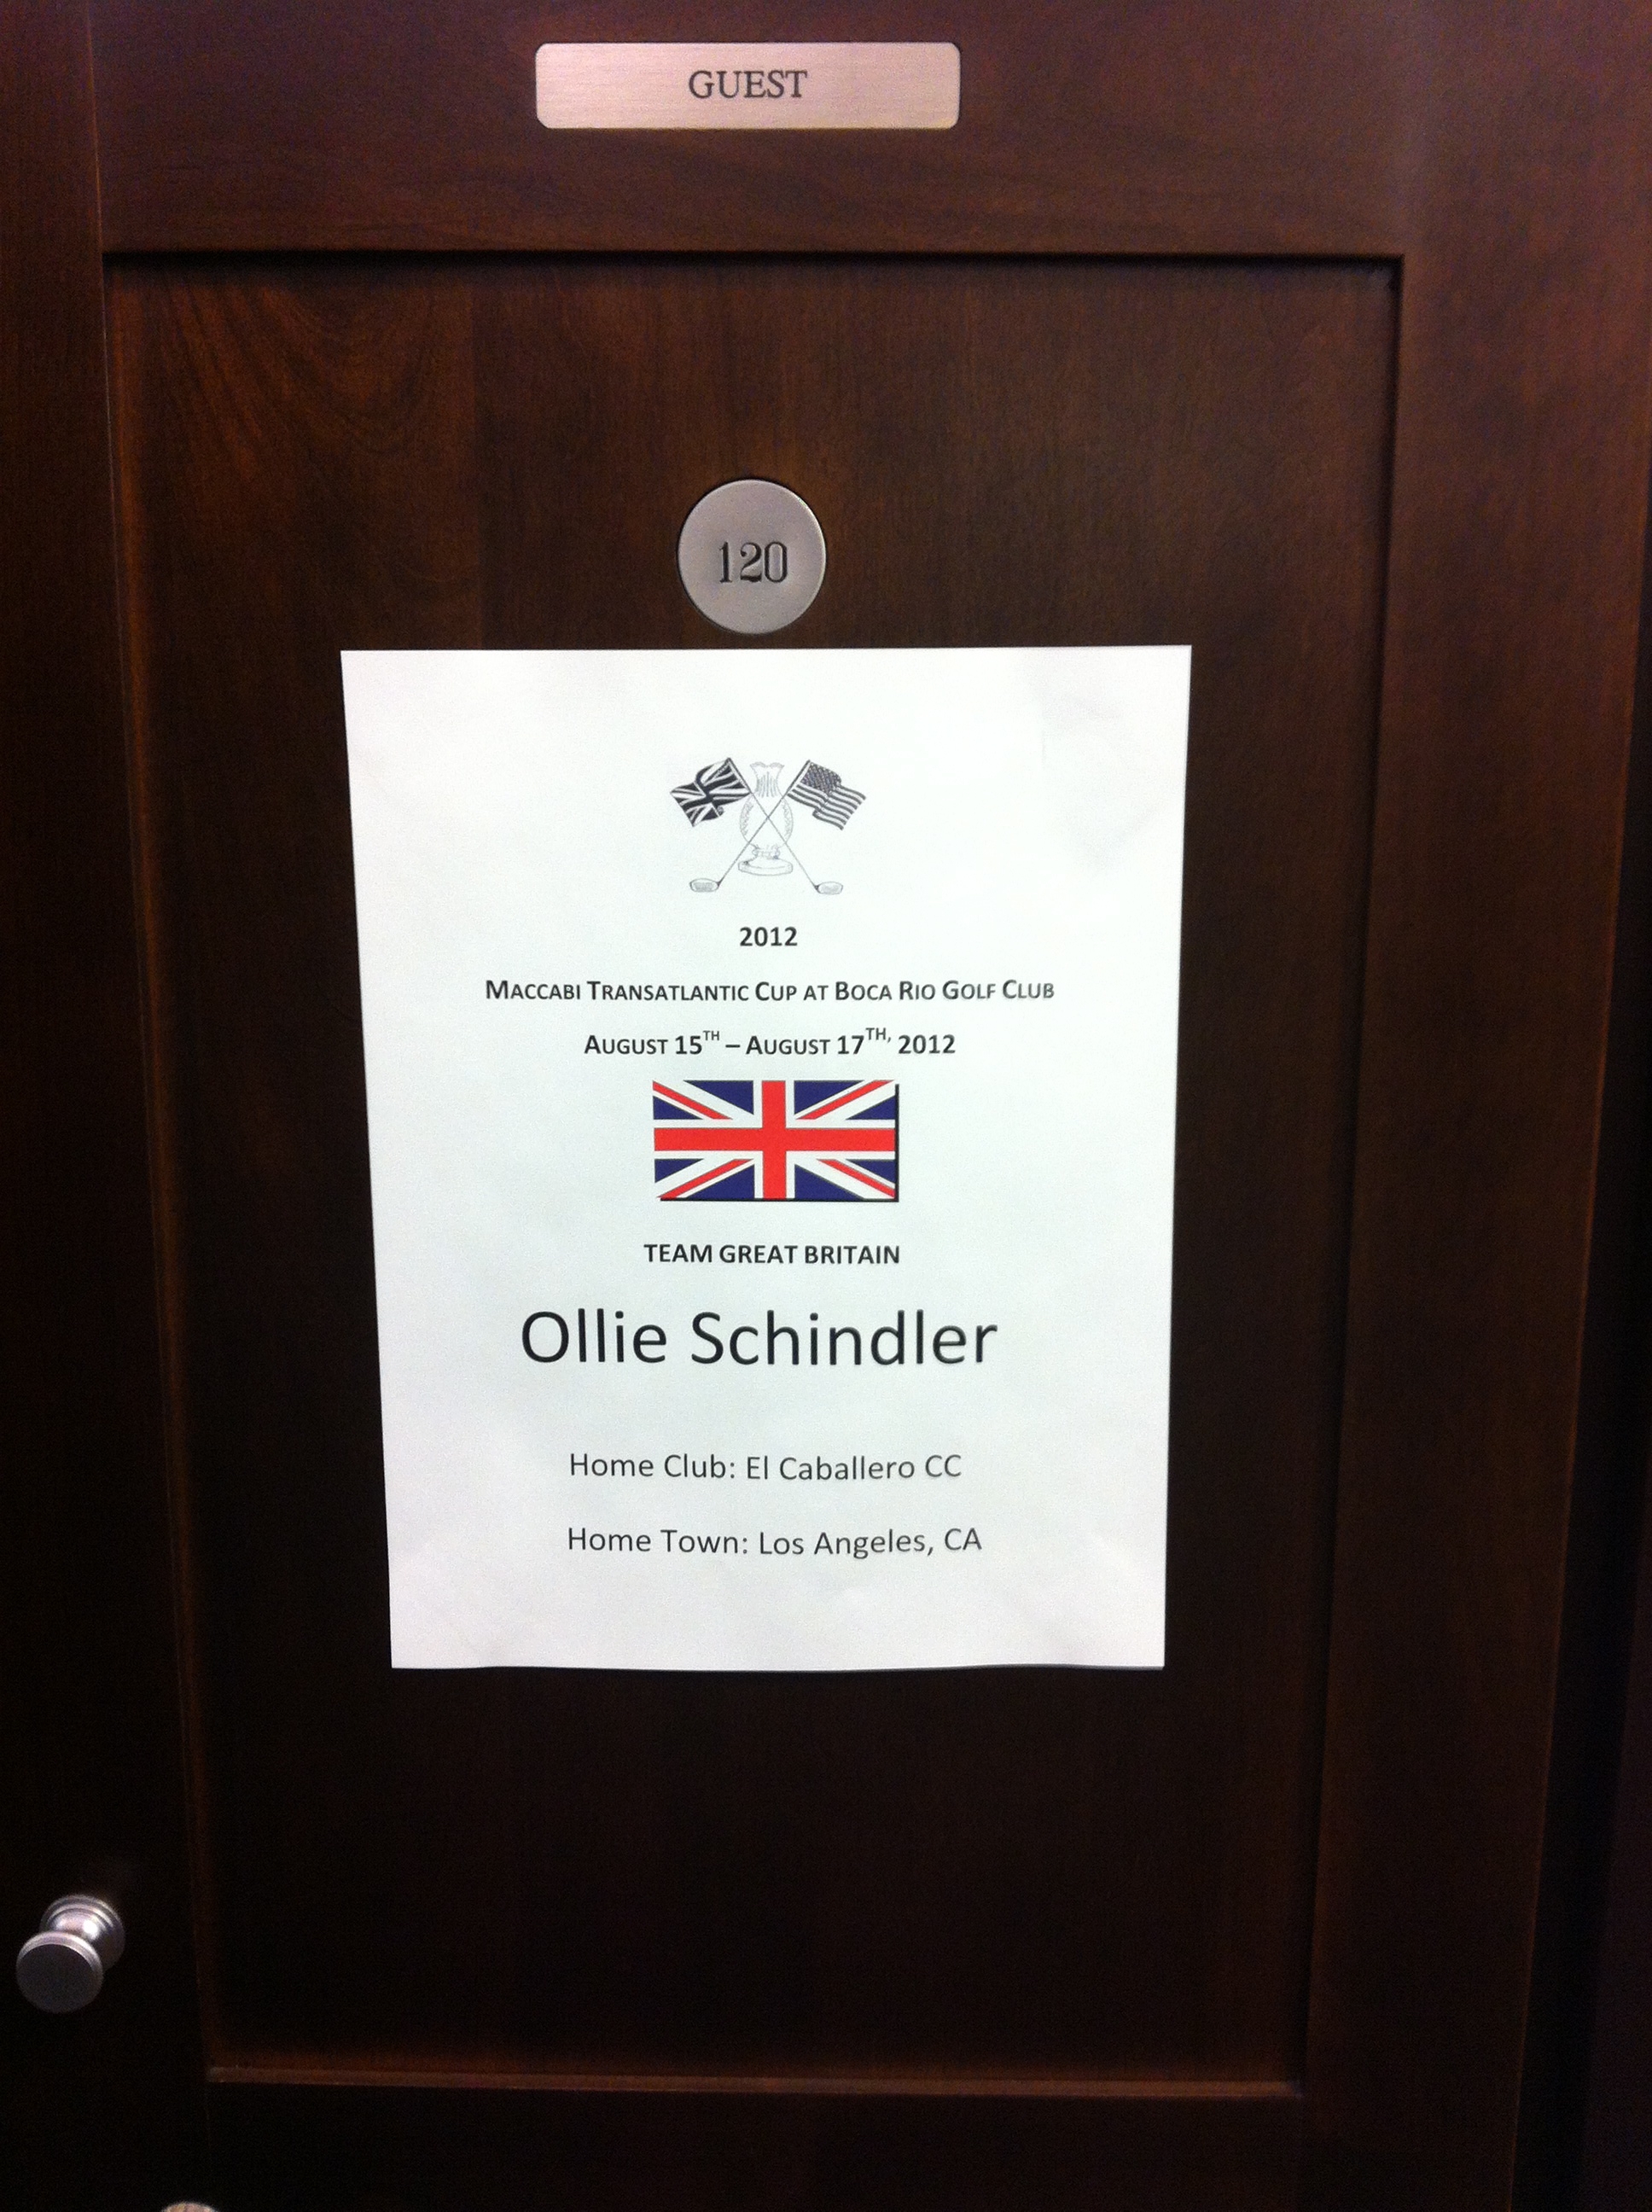 GUEST
120
2012
MACCABI TRANSATLANTIC CUP AT BOCA RIO GOLF CLUB
AUGUST 15TH – AUGUST 17TH, 2012
TEAM GREAT BRITAIN
Ollie Schindler
Home Club: El Caballero CC
Home Town: Los Angeles, CA